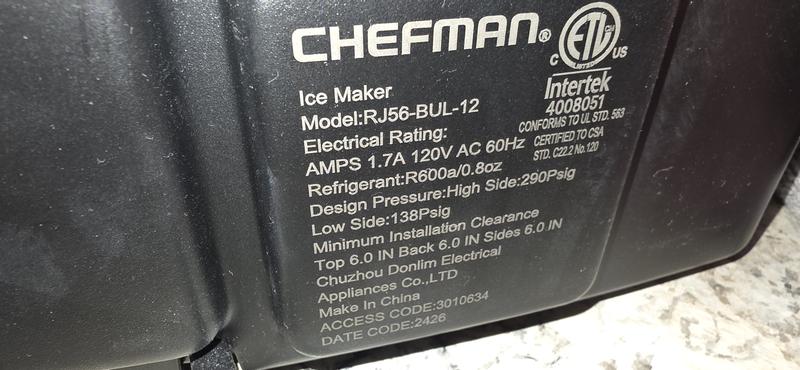 CHEFMAN®
Ice Maker
Model:RJ56-BUL-12
Electrical Rating:
AMPS 1.7A 120V AC 60Hz
Refrigerant:R600a/0.8oz
Design Pressure:High Side:290Psig
Low Side:138Psig
Minimum Installation Clearance
Top 6.0 IN Back 6.0 IN Sides 6.0 IN
Chuzhou Donlim Electrical
Appliances Co.,LTD
Make In China
ACCESS CODE:3010634
DATE CODE:2426
ETL CM
LISTED
C US
Intertek
4008051
CONFORMS TO UL STD. 563
CERTIFIED TO CSA
STD. C22.2 No.120